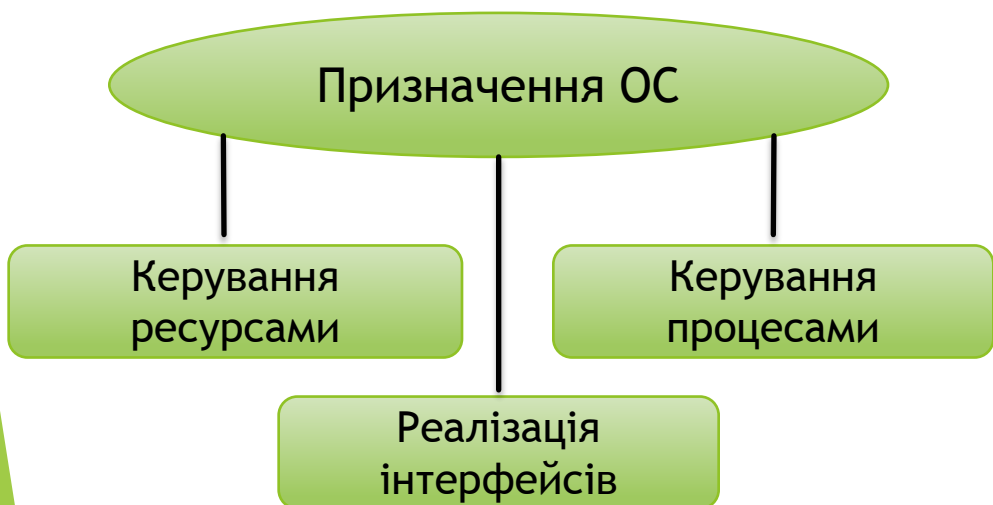 Призначення ОС
Керування
ресурсами
Керування
процесами
Реалізація
інтерфейсів